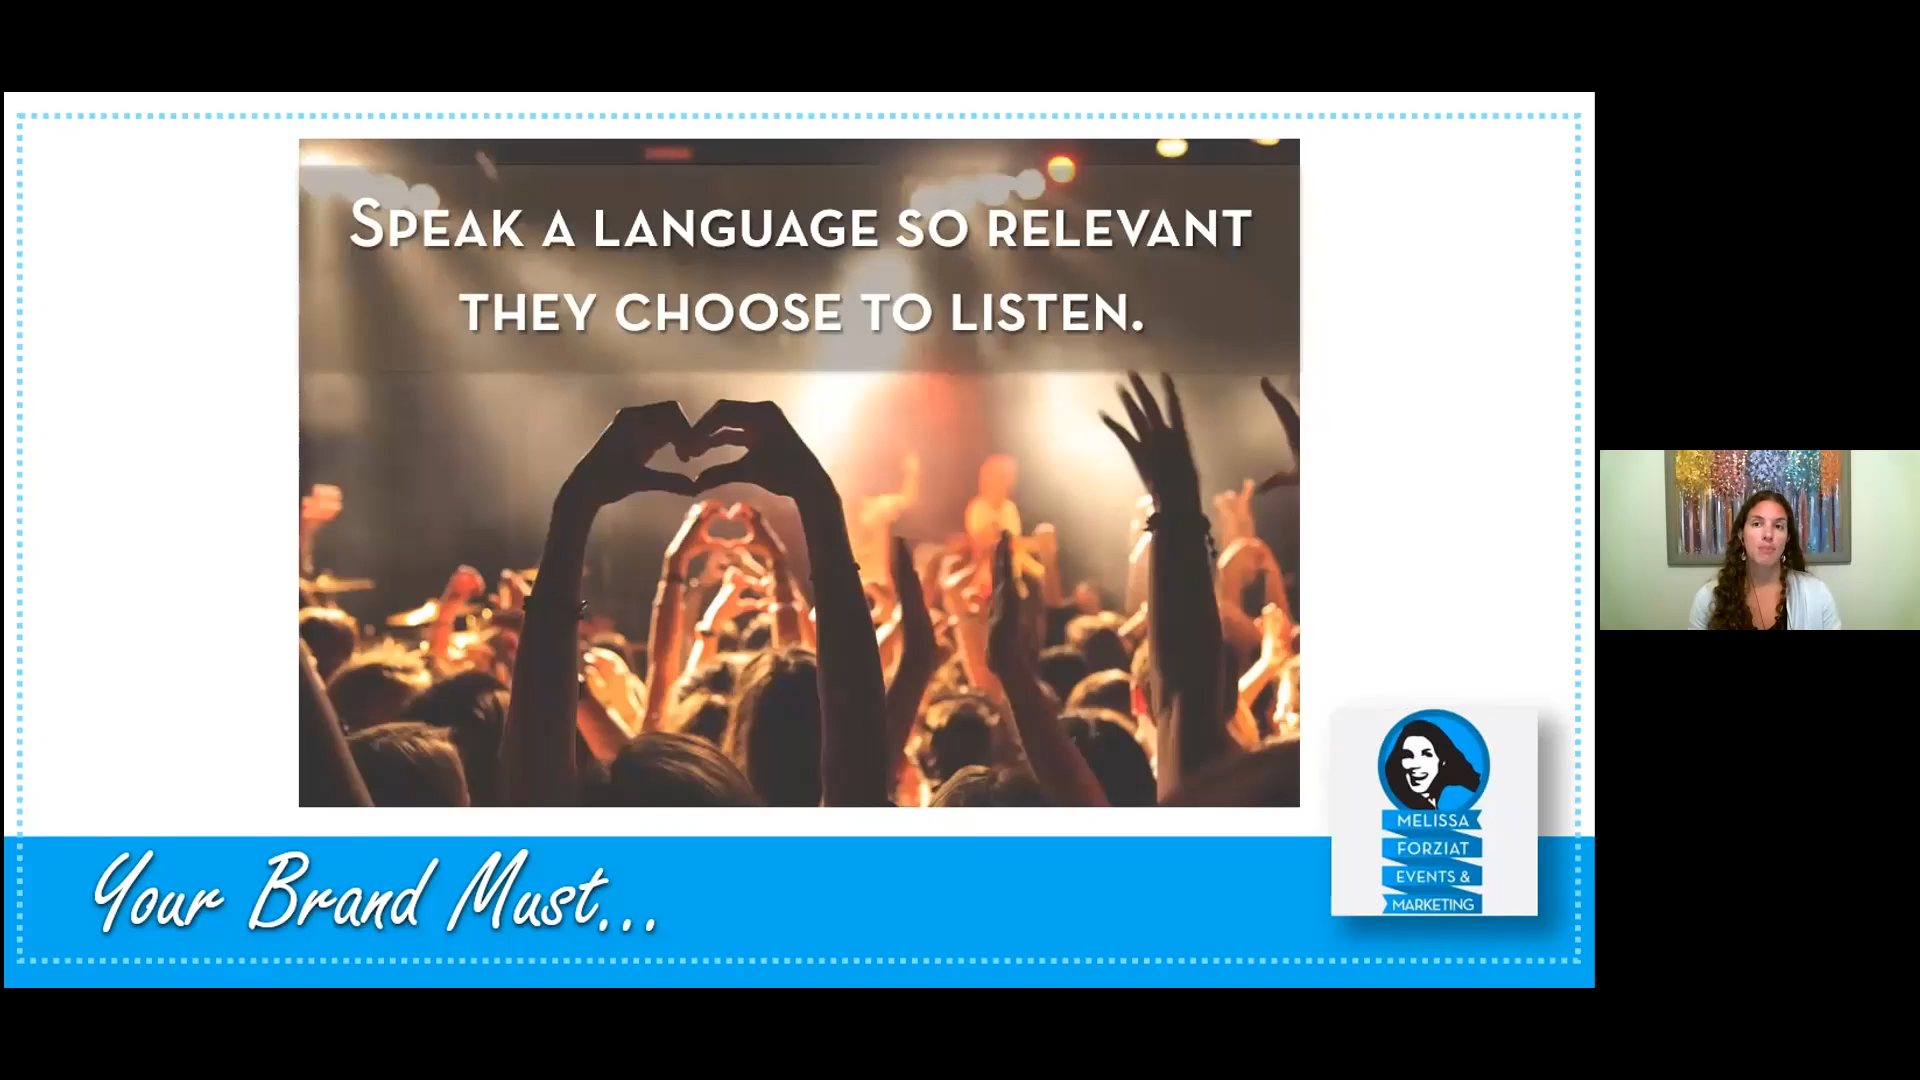 SPEAK A LANGUAGE SO RELEVANT
THEY CHOOSE TO LISTEN.
Your Brand Must...
MELISSA
FORZIAT
EVENTS &
MARKETING